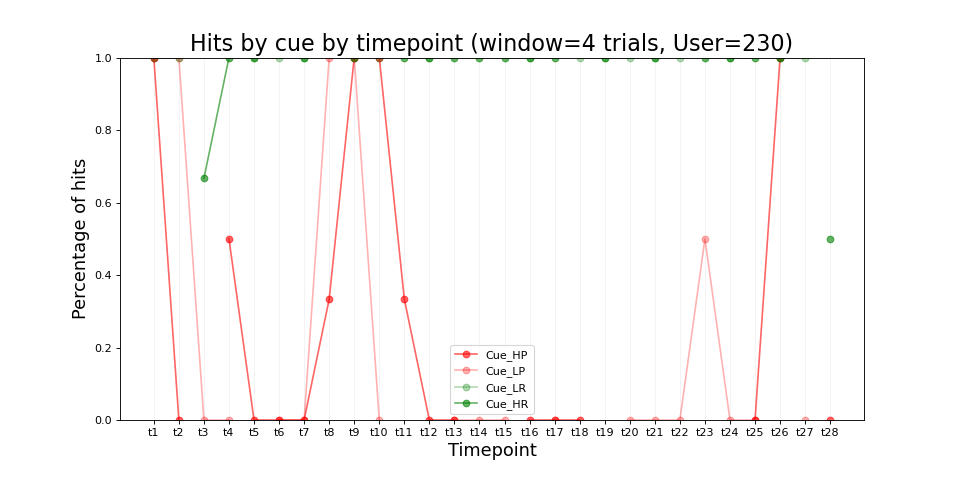 Hits by cue by timepoint (window=4 trials, User=230)
Percentage of hits
1.0
0.8
0.6
0.4
0.2
0.0
Cue_HP
Cue_LP
Cue_LR
Cue_HR
t1 t2 t3 t4 t5 t6 t7 t8 t9 t10 t11 t12 t13 t14 t15 t16 t17 t18 t19 t20 t21 t22 t23 t24 t25 t26 t27 t28
Timepoint